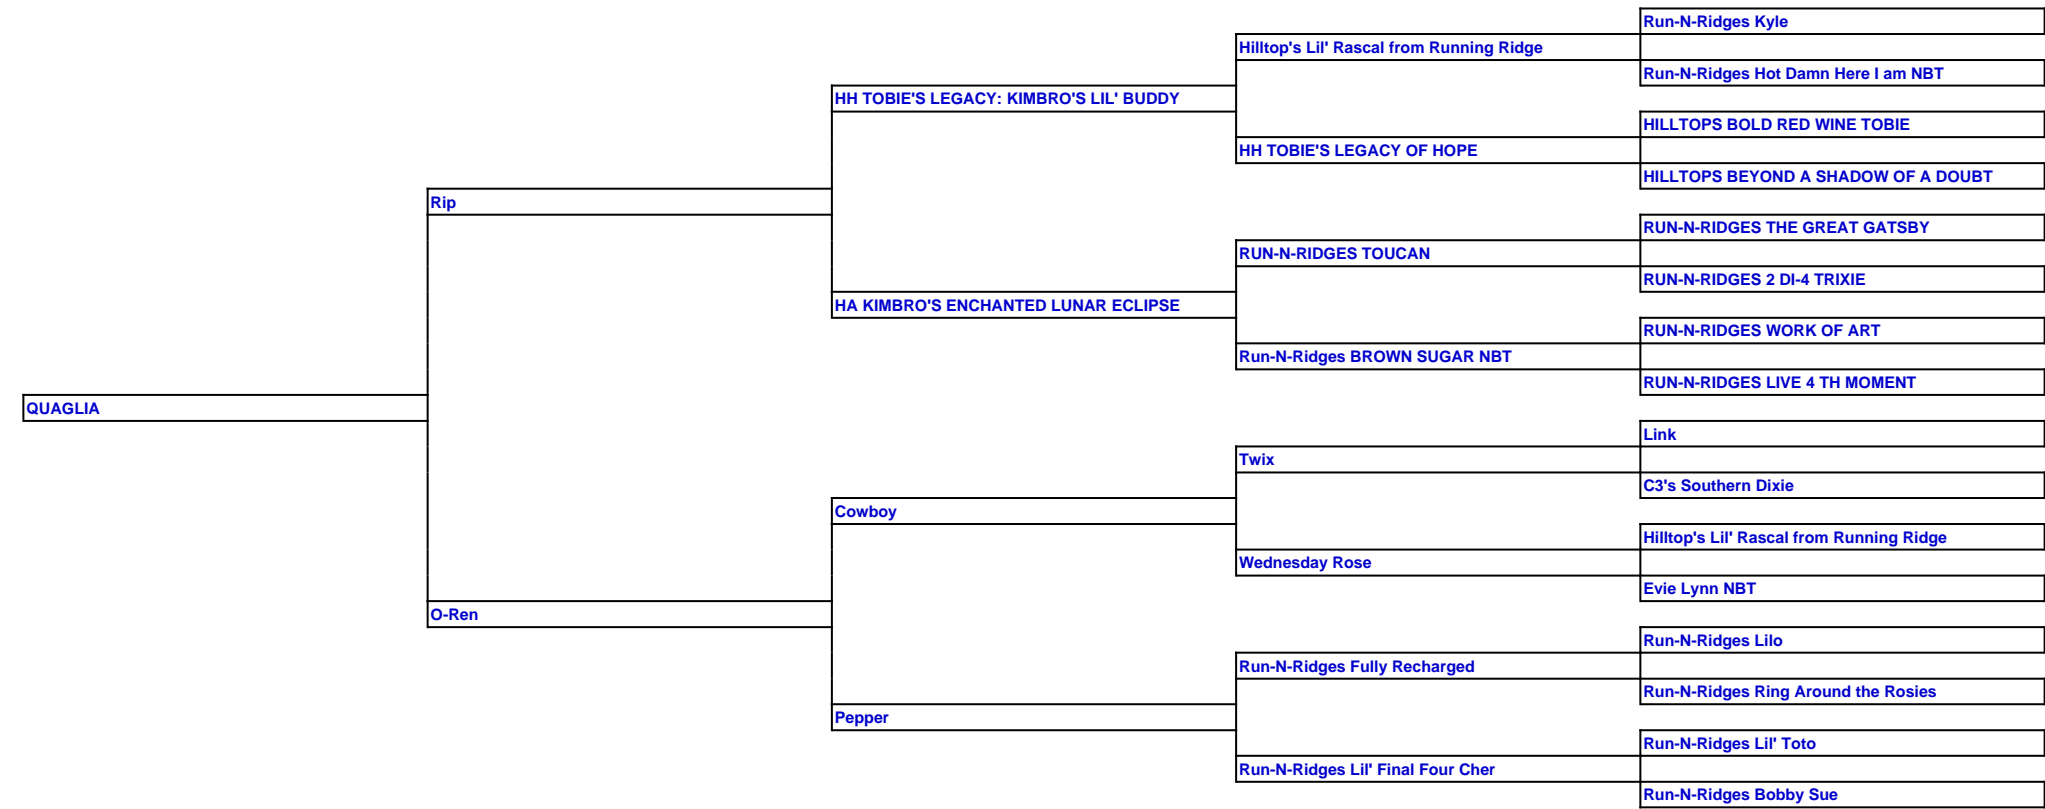 Run-N-Ridges Kyle
Hilltop's Lil' Rascal from Running Ridge
Run-N-Ridges Hot Damn Here I am NBT
HH TOBIE'S LEGACY: KIMBRO'S LIL' BUDDY
HILLTOPS BOLD RED WINE TOBIE
HH TOBIE'S LEGACY OF HOPE
HILLTOPS BEYOND A SHADOW OF A DOUBT
Rip
RUN-N-RIDGES THE GREAT GATSBY
RUN-N-RIDGES TOUCAN
RUN-N-RIDGES 2 DI-4 TRIXIE
HA KIMBRO'S ENCHANTED LUNAR ECLIPSE
RUN-N-RIDGES WORK OF ART
Run-N-Ridges BROWN SUGAR NBT
RUN-N-RIDGES LIVE 4 TH MOMENT
QUAGLIA
Link
Twix
C3's Southern Dixie
Cowboy
Hilltop's Lil' Rascal from Running Ridge
Wednesday Rose
Evie Lynn NBT
O-Ren
Run-N-Ridges Lilo
Run-N-Ridges Fully Recharged
Run-N-Ridges Ring Around the Rosies
Pepper
Run-N-Ridges Lil' Toto
Run-N-Ridges Lil' Final Four Cher
Run-N-Ridges Bobby Sue